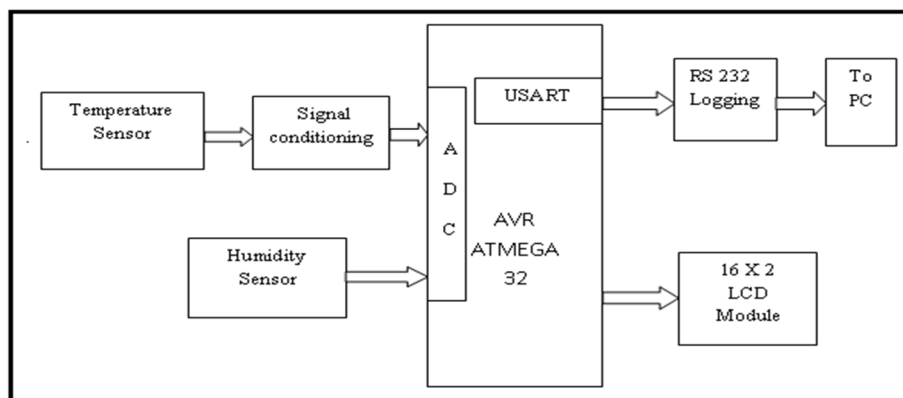 Temperature
Sensor
Signal
conditioning
A
D
C
USART
RS 232
Logging
To
PC
Humidity
Sensor
AVR
ATMEGA
32
16 X 2
LCD
Module